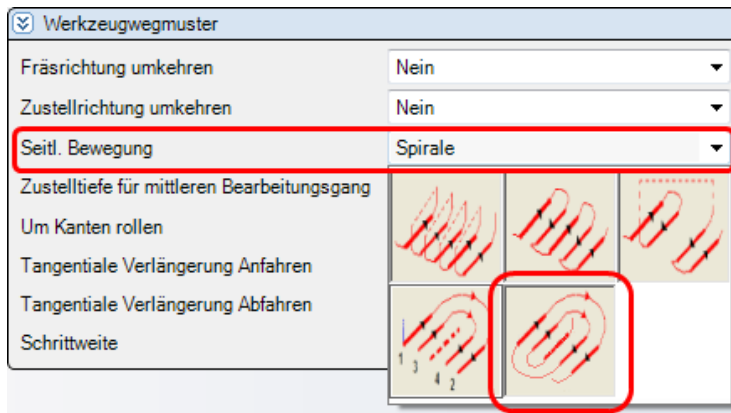 Werkzeugwegmuster
Fräsrichtung umkehren Nein
Zustellrichtung umkehren Nein
Seitl. Bewegung Spirale
Zustelltiefe für mittleren Bearbeitungsgang
Um Kanten rollen
Tangentiale Verlängerung Anfahren
Tangentiale Verlängerung Abfahren
Schrittweite
1 3 4 2